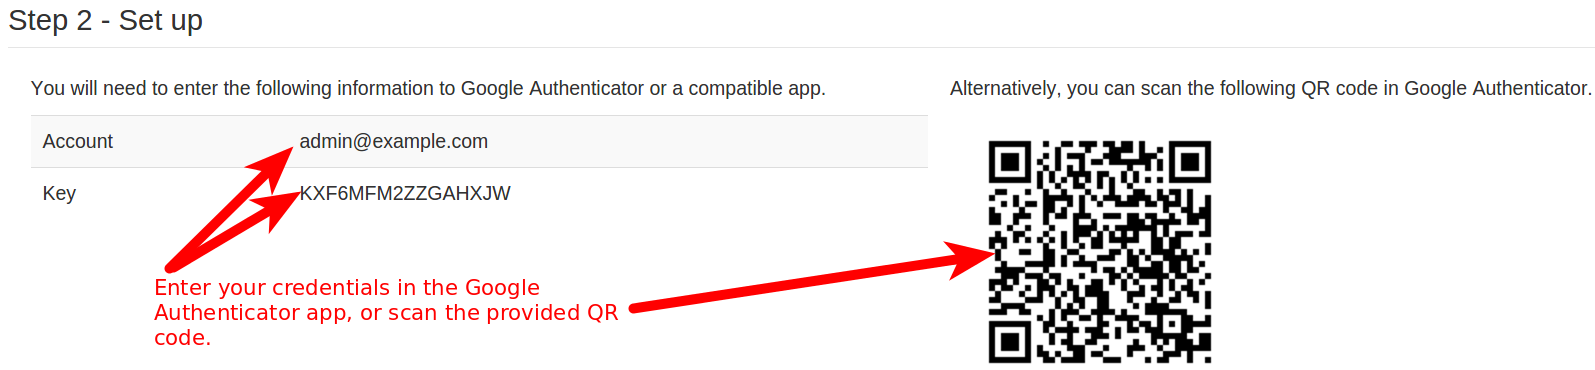 Step 2 - Set up
You will need to enter the following information to Google Authenticator or a compatible app.
Account admin@example.com
Key KXF6MFM2ZZGAHXJW
Enter your credentials in the Google
Authenticator app, or scan the provided QR
code.
Alternatively, you can scan the following QR code in Google Authenticator.